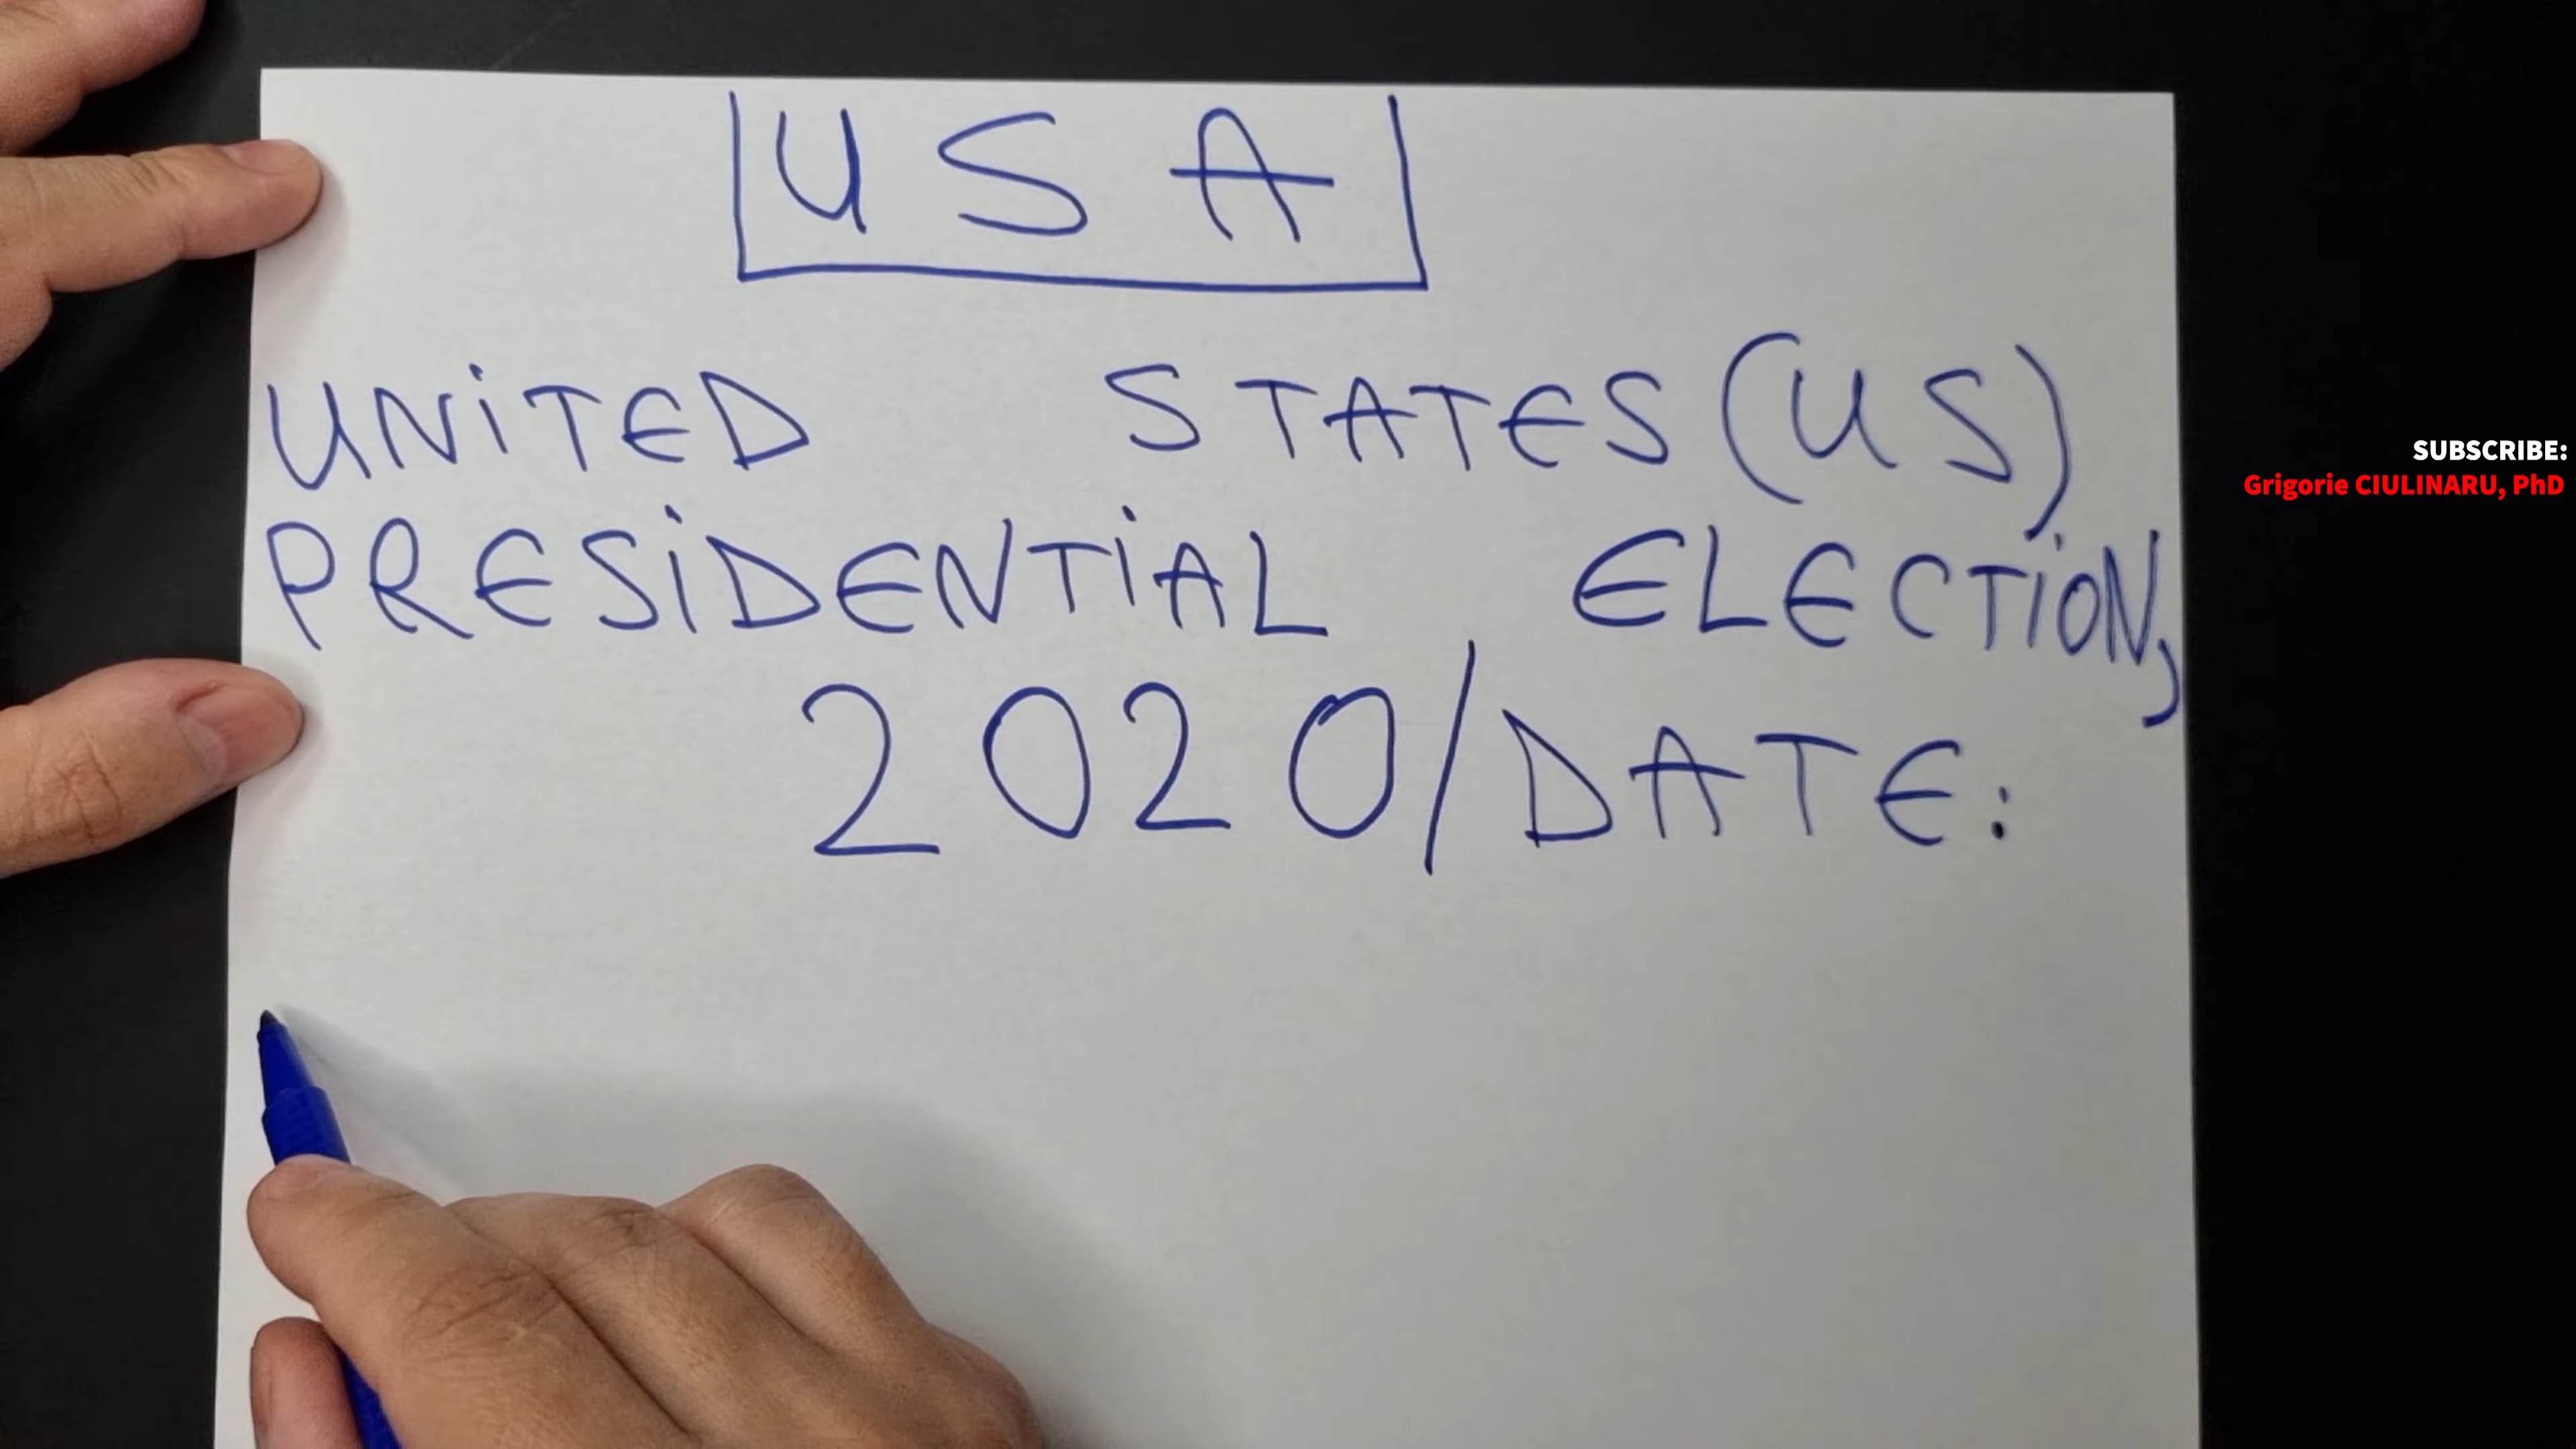 USA
UNITED STATES (US)
PRESIDENTIAL ELECTION,
2020/DATE:
SUBSCRIBE:
Grigorie CIULINARU, PhD